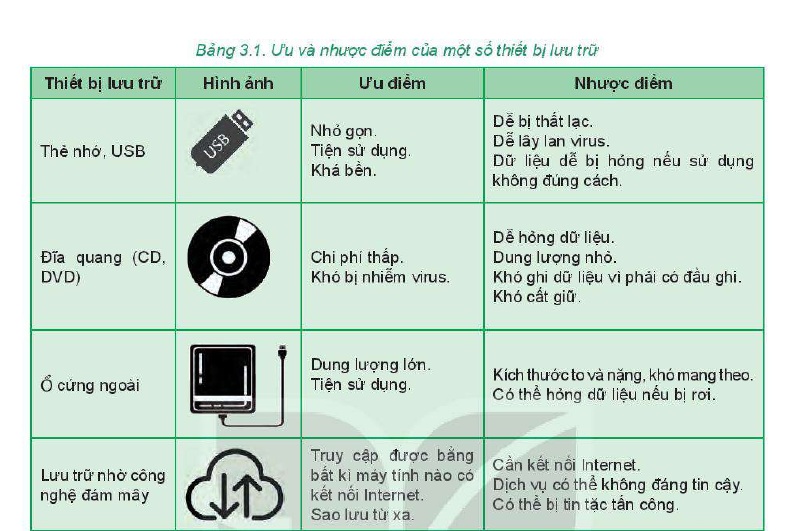 Bảng 3.1. Ưu và nhược điểm của một số thiết bị lưu trữ
Thiết bị lưu trữ
Hình ảnh
Ưu điểm
Nhược điểm
Thẻ nhớ, USB
USB
Nhỏ gọn.
Tiện sử dụng.
Khá bền.
Dễ bị thất lạc.
Dễ lây lan virus.
Dữ liệu dễ bị hỏng nếu sử dụng
không đúng cách.
Đĩa quang (CD,
DVD)
Chi phí thấp.
Khó bị nhiễm virus.
Dễ hỏng dữ liệu.
Dung lượng nhỏ.
Khó ghi dữ liệu vì phải có đầu ghi.
Khó cất giữ.
Ổ cứng ngoài
Dung lượng lớn.
Tiện sử dụng.
Kích thước to và nặng, khó mang theo.
Có thể hỏng dữ liệu nếu bị rơi.
Lưu trữ nhờ công
nghệ đám mây
Truy cập được bằng
bất kì máy tính nào có
kết nối Internet.
Sao lưu từ xa.
Cần kết nối Internet.
Dịch vụ có thể không đáng tin cậy.
Có thể bị tin tặc tấn công.